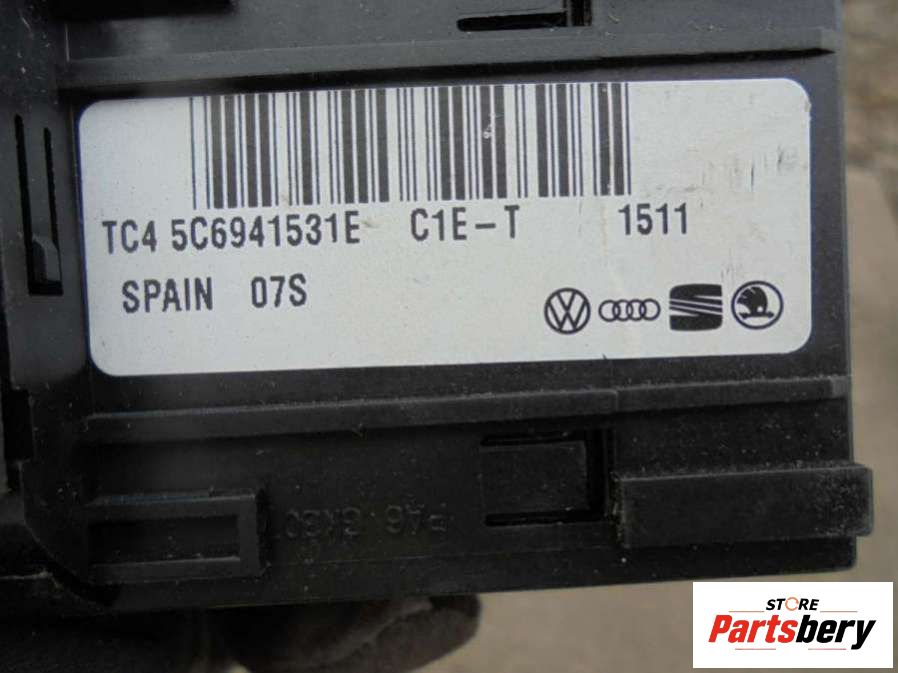 TC4 5C6941531E C1E-T 1511
SPAIN 07S
STORE
Partsbery